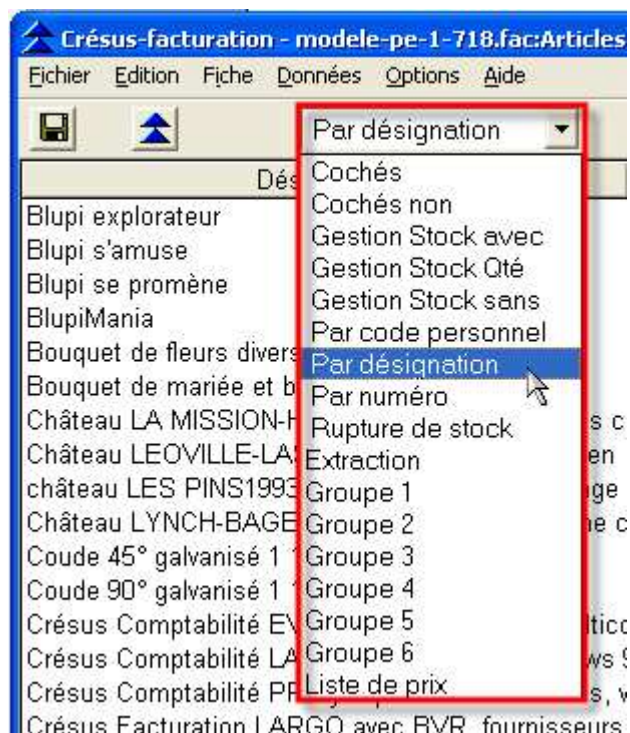 Crésus-facturation - modele-pe-1-718.fac:Articles
Fichier Edition Fiche Données Options Aide
Par désignation
Dés
Cochés
Cochés non
Gestion Stock avec
Gestion Stock Qté
Gestion Stock sans
Par code personnel
Par désignation
Par numéro
Rupture de stock
Extraction
Groupe 1
Groupe 2
Groupe 3
Groupe 4
Groupe 5
Groupe 6
Liste de prix
Blupi explorateur
Blupi s'amuse
Blupi se promène
BlupiMania
Bouquet de fleurs divers
Bouquet de mariée et b
Château LA MISSION-H
Château LEOVILLE-LA en
château LES PINS1993 ge
Château LYNCH-BAGE
Coude 45° galvanisé 1
Coude 90° galvanisé 1
Crésus Comptabilité
Crésus Comptabilité LA
Crésus Comptabilité
Crésus Facturation LARGO avec BVR, fournisseurs